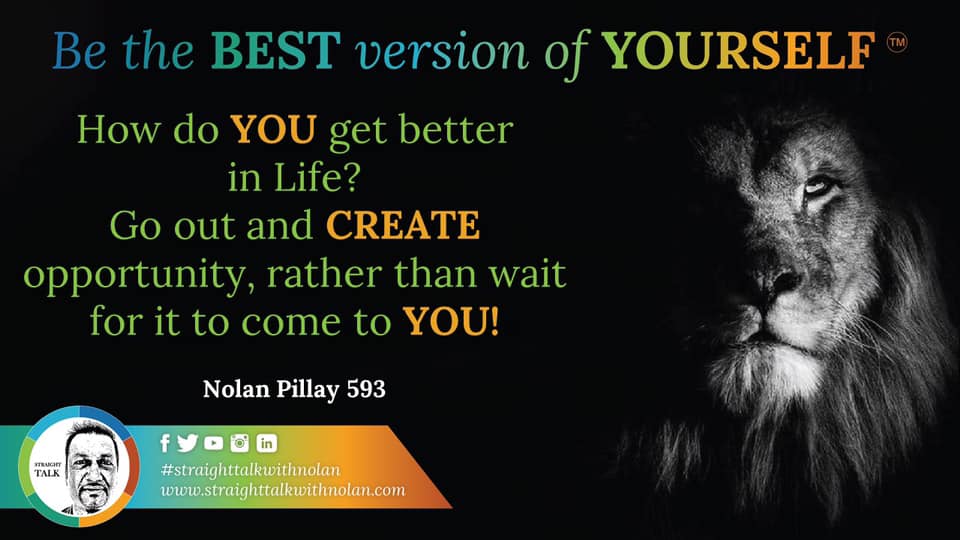 Be the BEST version of YOURSELF ™
How do YOU get better
in Life?
Go out and CREATE
opportunity, rather than wait
for it to come to YOU!
Nolan Pillay 593
STRAIGHT
TALK
#straighttalkwithnolan
www.straighttalkwithnolan.com